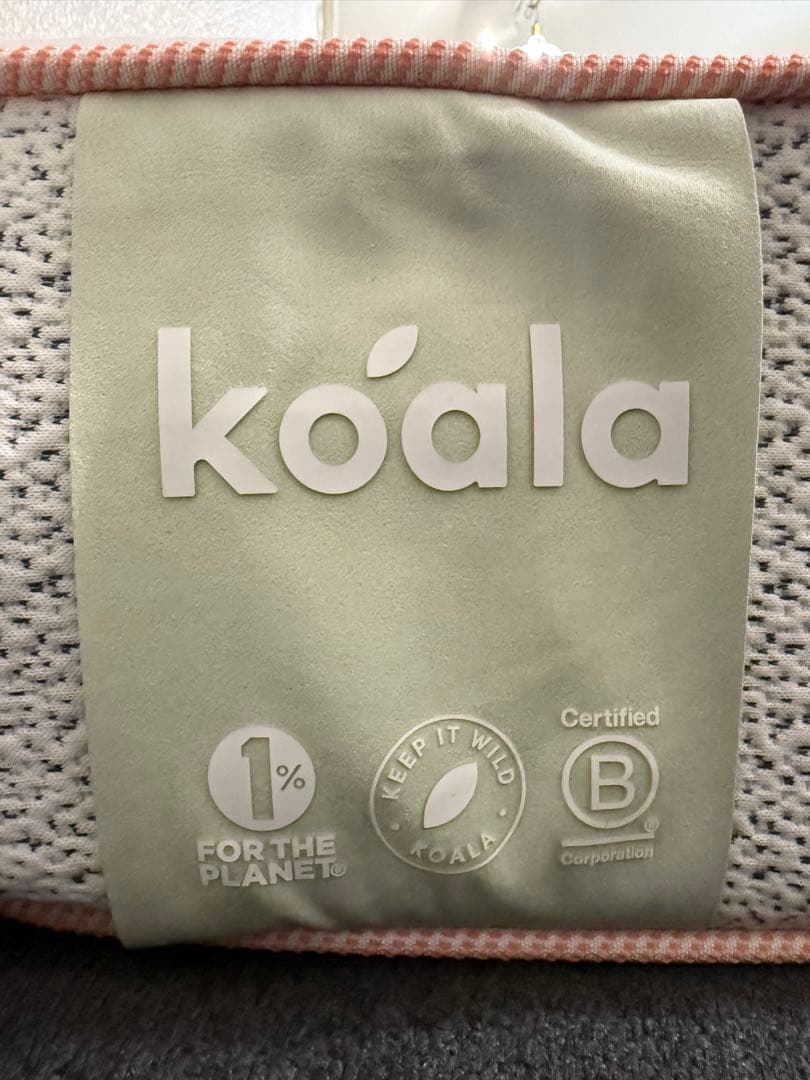 koala
1%
FOR THE
PLANET®
KEEP IT WILD
KOALA
Certified
B
®
Corporation